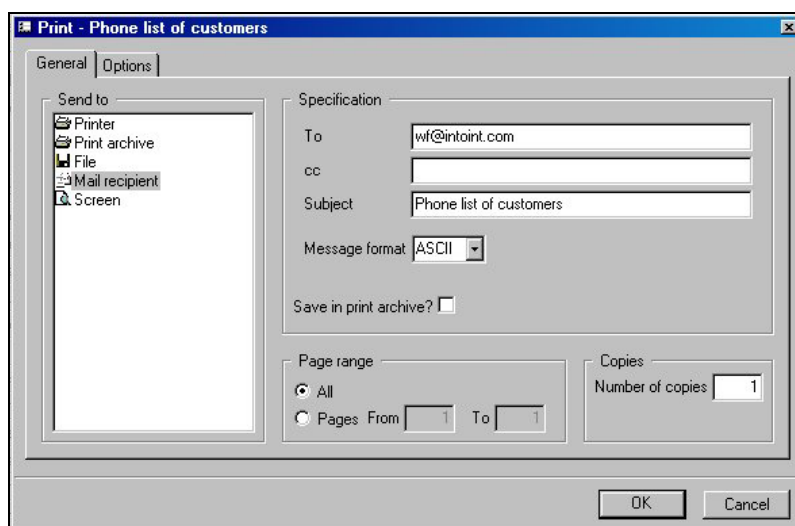 Print - Phone list of customers
General
Options
Send to
Printer
Print archive
File
Mail recipient
Screen
Specification
To wf@intoint.com
cc
Subject Phone list of customers
Message format ASCII
Save in print archive?
Page range
All
Pages From 1 To 1
Copies
Number of copies 1
OK Cancel